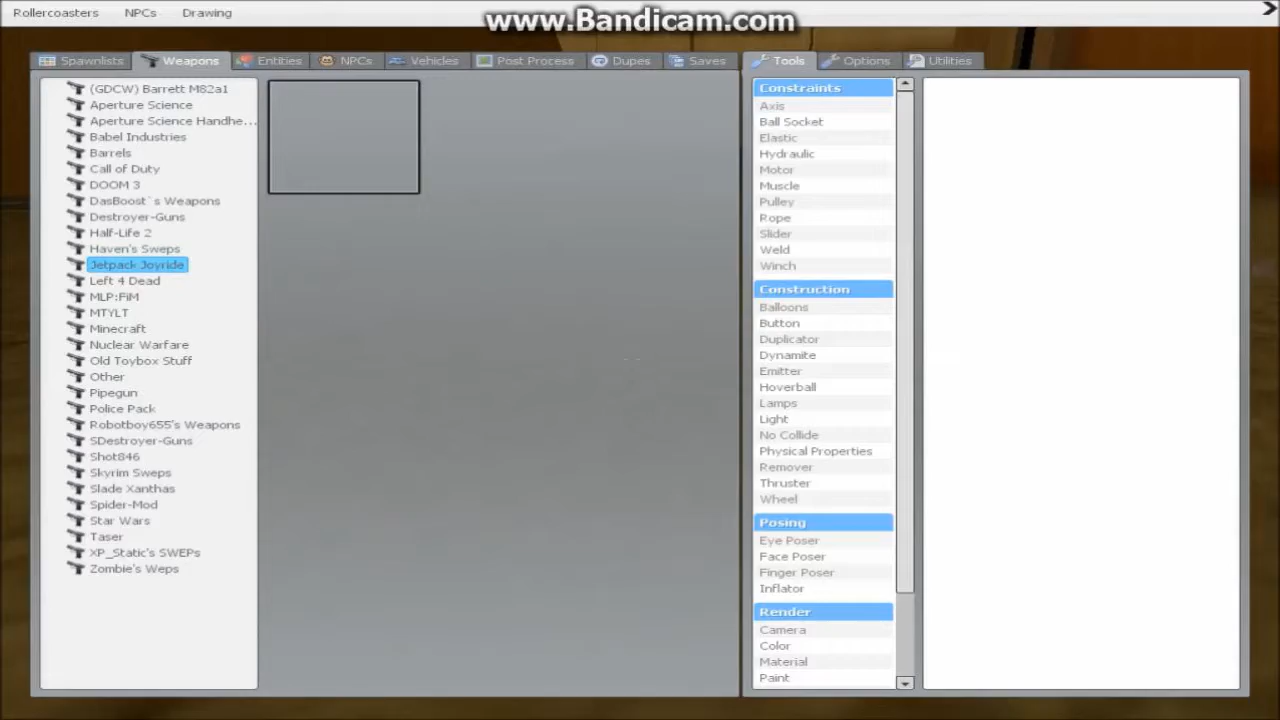 www.Bandicam.com
Rollercoasters NPCs Drawing
Spawnlists Weapons Entities NPCs Vehicles Post Process Dupes Saves Tools Options Utilities
(GDCW) Barrett M82a1
Aperture Science
Aperture Science Handhe...
Babel Industries
Barrels
Call of Duty
DOOM 3
DasBoost`s Weapons
Destroyer-Guns
Half-Life 2
Haven's Sweps
Jetpack Joyride
Left 4 Dead
MLP:FiM
MTYLT
Minecraft
Nuclear Warfare
Old Toybox Stuff
Other
Pipegun
Police Pack
Robotboy655's Weapons
SDestroyer-Guns
Shot846
Skyrim Sweps
Slade Xanthas
Spider-Mod
Star Wars
Taser
XP_Static's SWEPs
Zombie's Weps
Constraints
Axis
Ball Socket
Elastic
Hydraulic
Motor
Muscle
Pulley
Rope
Slider
Weld
Winch
Construction
Balloons
Button
Duplicator
Dynamite
Emitter
Hoverball
Lamps
Light
No Collide
Physical Properties
Remover
Thruster
Wheel
Posing
Eye Poser
Face Poser
Finger Poser
Inflator
Render
Camera
Color
Material
Paint